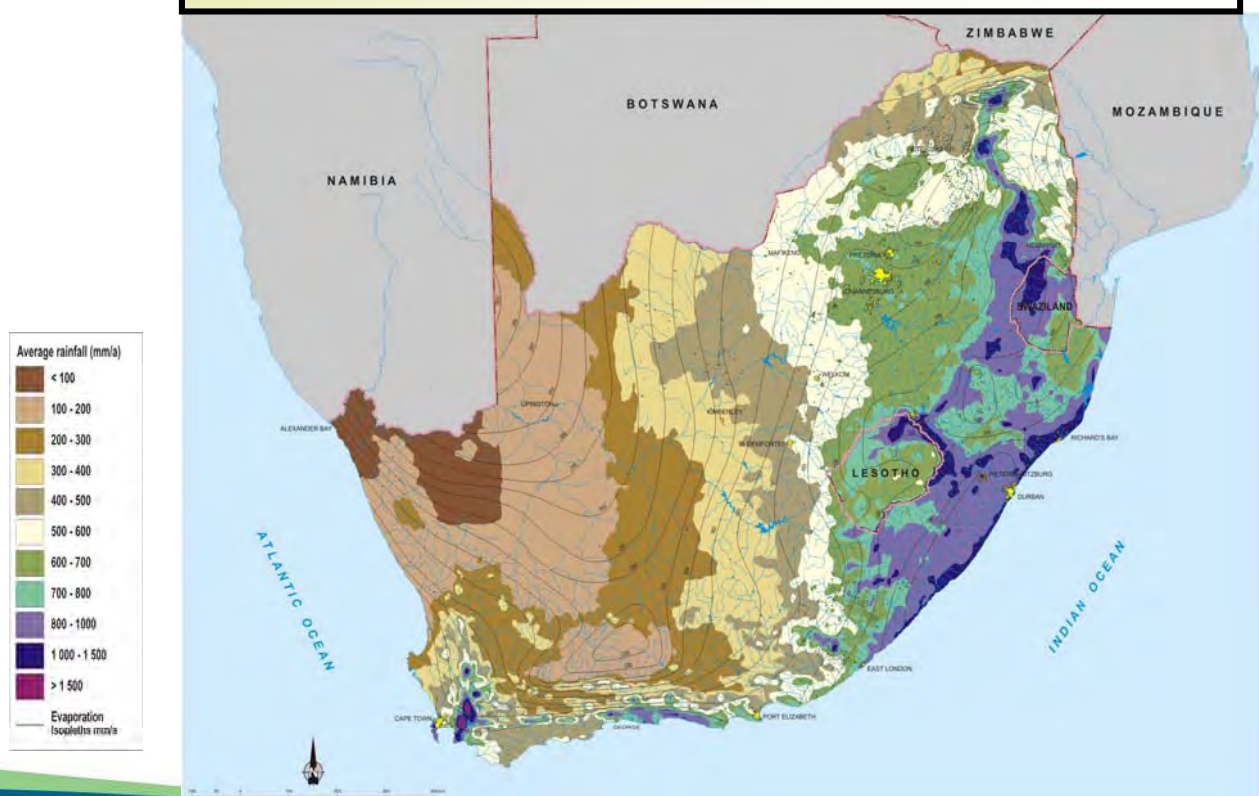 ZIMBABWE
BOTSWANA
MOZAMBIQUE
NAMIBIA
MAFIKENG
PRETORIA
JOHANNESBURG
SWAZILAND
Average rainfall (mm/a)
< 100
100 - 200
200 - 300
300 - 400
400 - 500
500 - 600
600 - 700
700 - 800
800 - 1000
1 000 - 1 500
> 1 500
Evaporation
Isopleths mm/a
WELKOM
UPINGTON
KIMBERLEY
ALEXANDER BAY
BLOEMFONTEIN
RICHARD'S BAY
LESOTHO
PIETERMARITZBURG
DURBAN
ATLANTIC OCEAN
INDIAN OCEAN
EAST LONDON
CAPE TOWN
PORT ELIZABETH
GEORGE
N